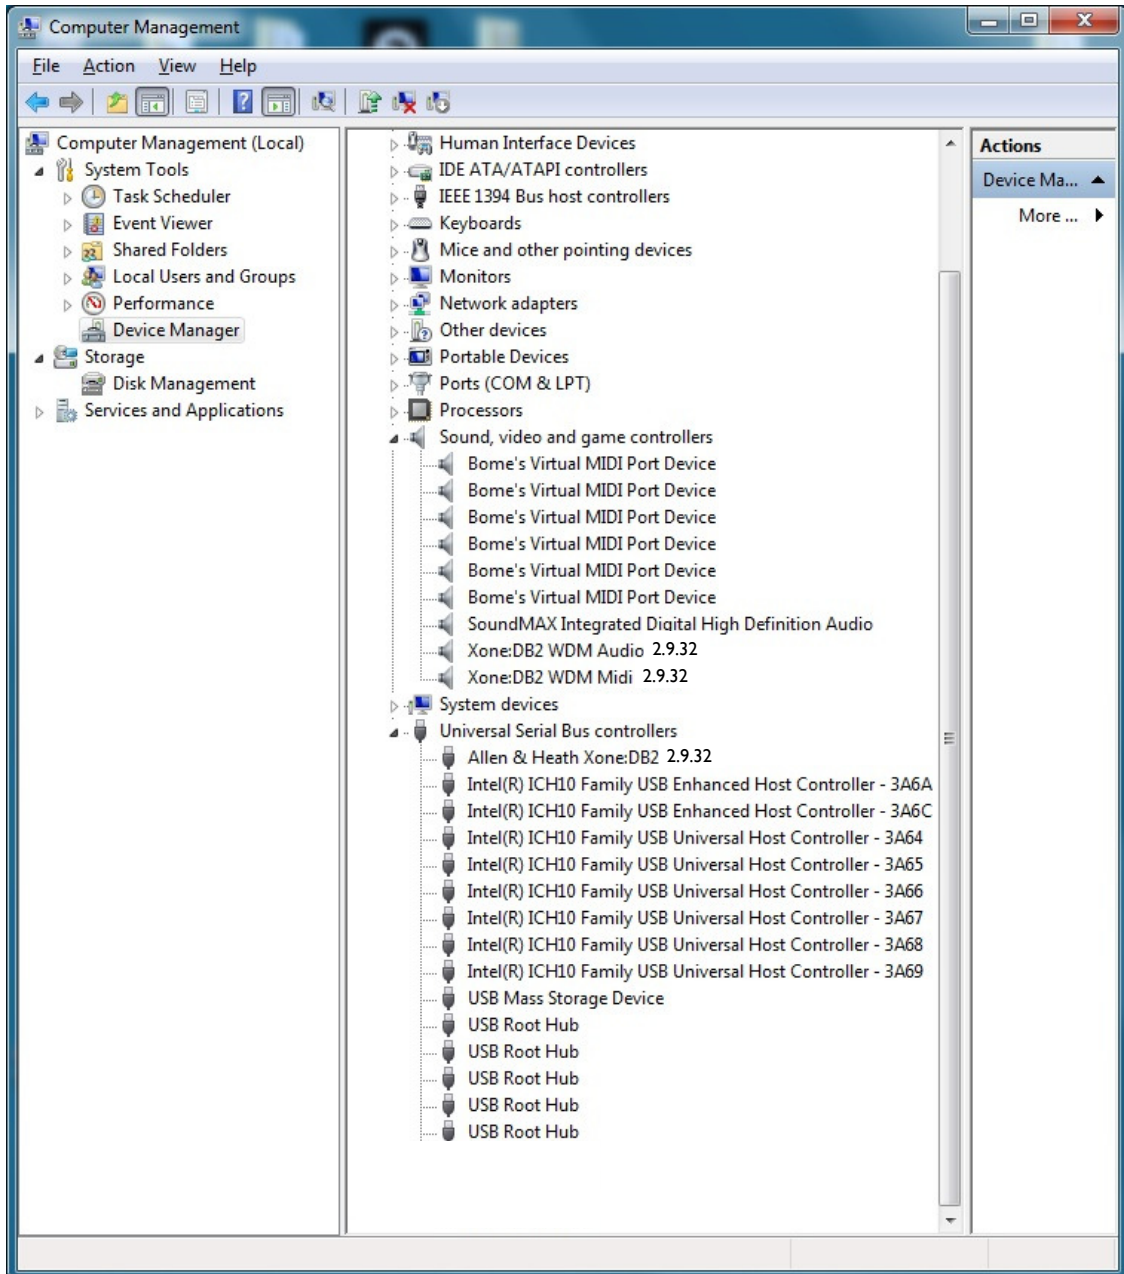 Computer Management
File Action View Help
Computer Management (Local)
System Tools
Task Scheduler
Event Viewer
Shared Folders
Local Users and Groups
Performance
Device Manager
Storage
Disk Management
Services and Applications
Human Interface Devices
IDE ATA/ATAPI controllers
IEEE 1394 Bus host controllers
Keyboards
Mice and other pointing devices
Monitors
Network adapters
Other devices
Portable Devices
Ports (COM & LPT)
Processors
Sound, video and game controllers
Bome's Virtual MIDI Port Device
Bome's Virtual MIDI Port Device
Bome's Virtual MIDI Port Device
Bome's Virtual MIDI Port Device
Bome's Virtual MIDI Port Device
Bome's Virtual MIDI Port Device
SoundMAX Integrated Digital High Definition Audio
Xone:DB2 WDM Audio 2.9.32
Xone:DB2 WDM Midi 2.9.32
System devices
Universal Serial Bus controllers
Allen & Heath Xone:DB2 2.9.32
Intel(R) ICH10 Family USB Enhanced Host Controller - 3A6A
Intel(R) ICH10 Family USB Enhanced Host Controller - 3A6C
Intel(R) ICH10 Family USB Universal Host Controller - 3A64
Intel(R) ICH10 Family USB Universal Host Controller - 3A65
Intel(R) ICH10 Family USB Universal Host Controller - 3A66
Intel(R) ICH10 Family USB Universal Host Controller - 3A67
Intel(R) ICH10 Family USB Universal Host Controller - 3A68
Intel(R) ICH10 Family USB Universal Host Controller - 3A69
USB Mass Storage Device
USB Root Hub
USB Root Hub
USB Root Hub
USB Root Hub
USB Root Hub
Actions
Device Ma...
More ...